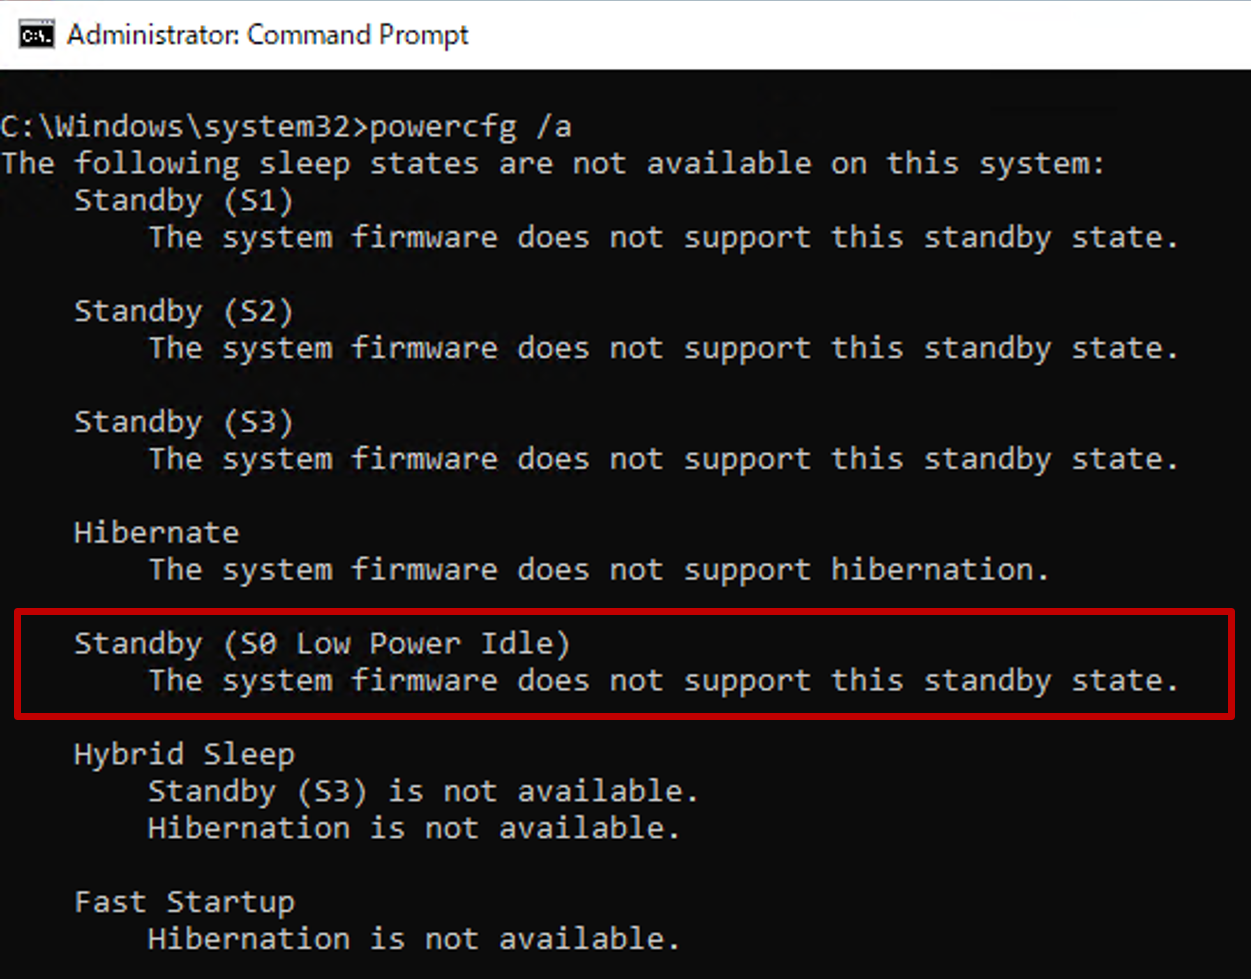 C:\. Administrator: Command Prompt
C:\Windows\system32>powercfg /a
The following sleep states are not available on this system:
Standby (S1)
The system firmware does not support this standby state.
Standby (S2)
The system firmware does not support this standby state.
Standby (S3)
The system firmware does not support this standby state.
Hibernate
The system firmware does not support hibernation.
Standby (S0 Low Power Idle)
The system firmware does not support this standby state.
Hybrid Sleep
Standby (S3) is not available.
Hibernation is not available.
Fast Startup
Hibernation is not available.